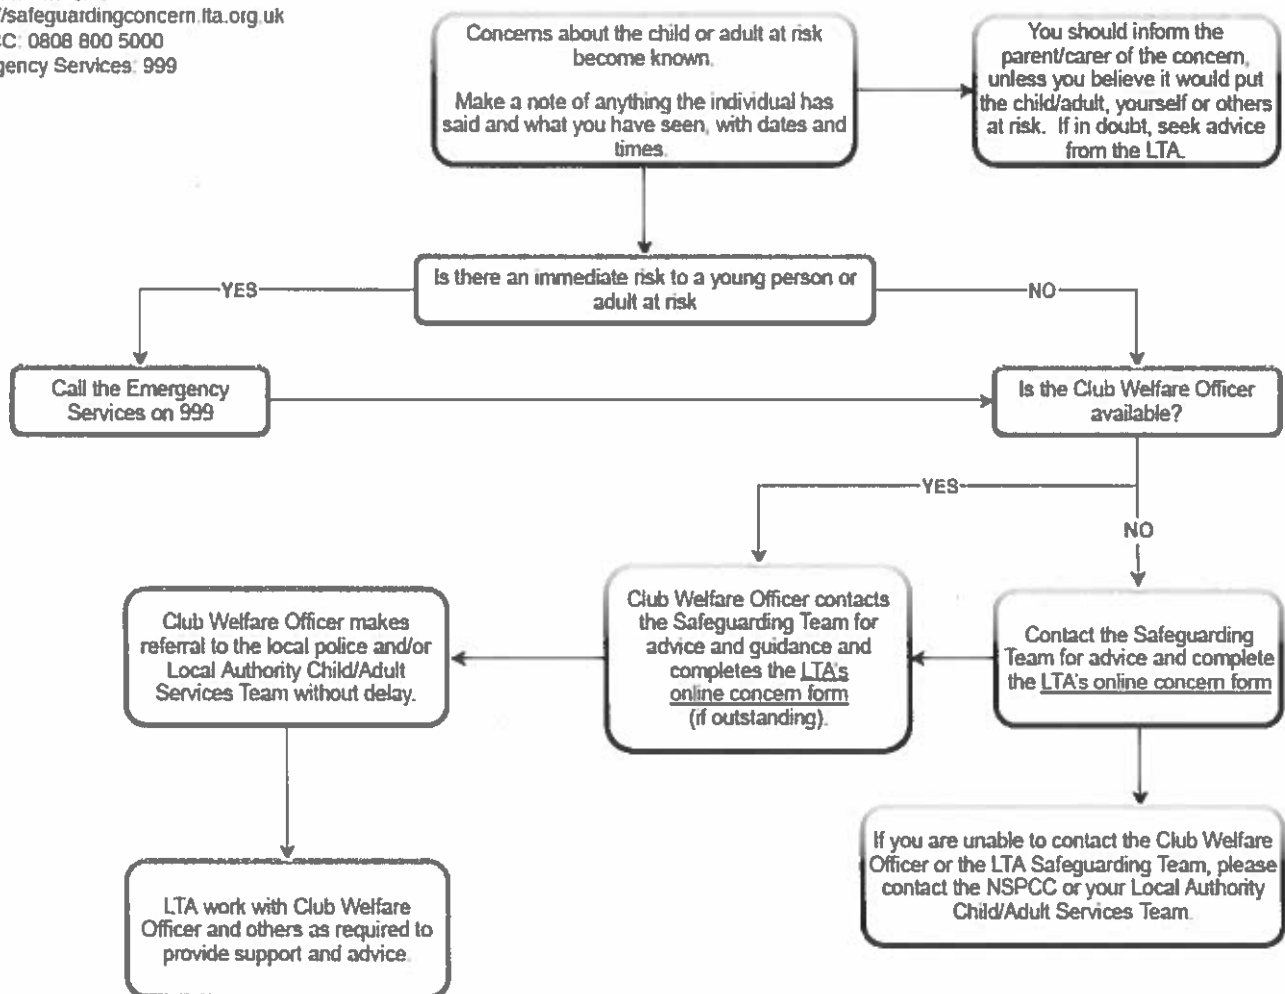 //safeguardingconcern.lta.org.uk
CC: 0808 800 5000
gency Services: 999
Concerns about the child or adult at risk
become known.
Make a note of anything the individual has
said and what you have seen, with dates and
times.
You should inform the
parent/carer of the concern,
unless you believe it would put
the child/adult, yourself or others
at risk. If in doubt, seek advice
from the LTA.
Is there an immediate risk to a young person or
adult at risk
YES
NO
Call the Emergency
Services on 999
Is the Club Welfare Officer
available?
YES
NO
Club Welfare Officer makes
referral to the local police and/or
Local Authority Child/Adult
Services Team without delay.
Club Welfare Officer contacts
the Safeguarding Team for
advice and guidance and
completes the LTA's
online concern form
(if outstanding).
Contact the Safeguarding
Team for advice and complete
the LTA's online concern form
LTA work with Club Welfare
Officer and others as required to
provide support and advice.
If you are unable to contact the Club Welfare
Officer or the LTA Safeguarding Team, please
contact the NSPCC or your Local Authority
Child/Adult Services Team.